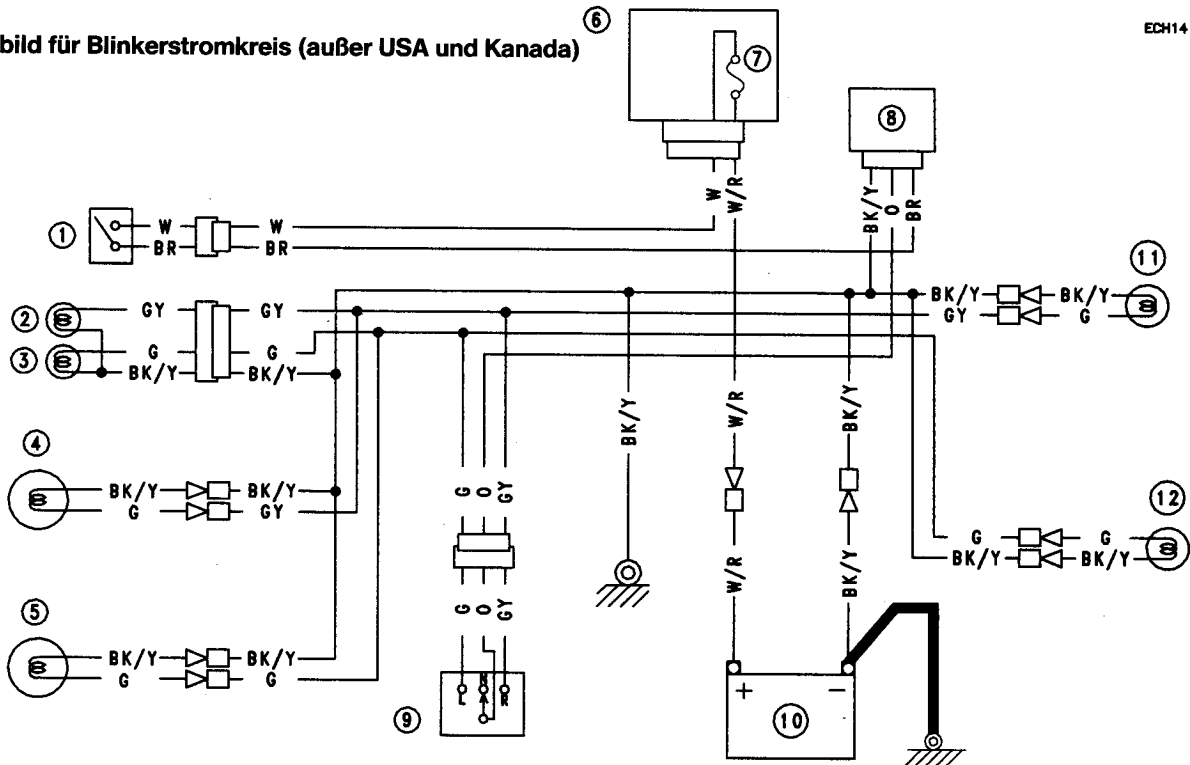 ECH14
bild für Blinkerstromkreis (außer USA und Kanada)
6
7
8
W
W/R
BK/Y
O
BR
1
W
W
BR
BR
11
2
GY
GY
BK/Y
BK/Y
GY
G
3
G
G
BK/Y
BK/Y
BK/Y
W/R
BK/Y
4
BK/Y
BK/Y
G
GY
G
O
GY
12
G
G
BK/Y
BK/Y
W/R
BK/Y
5
G
O
GY
BK/Y
BK/Y
G
G
9
L
N
R
+
−
10